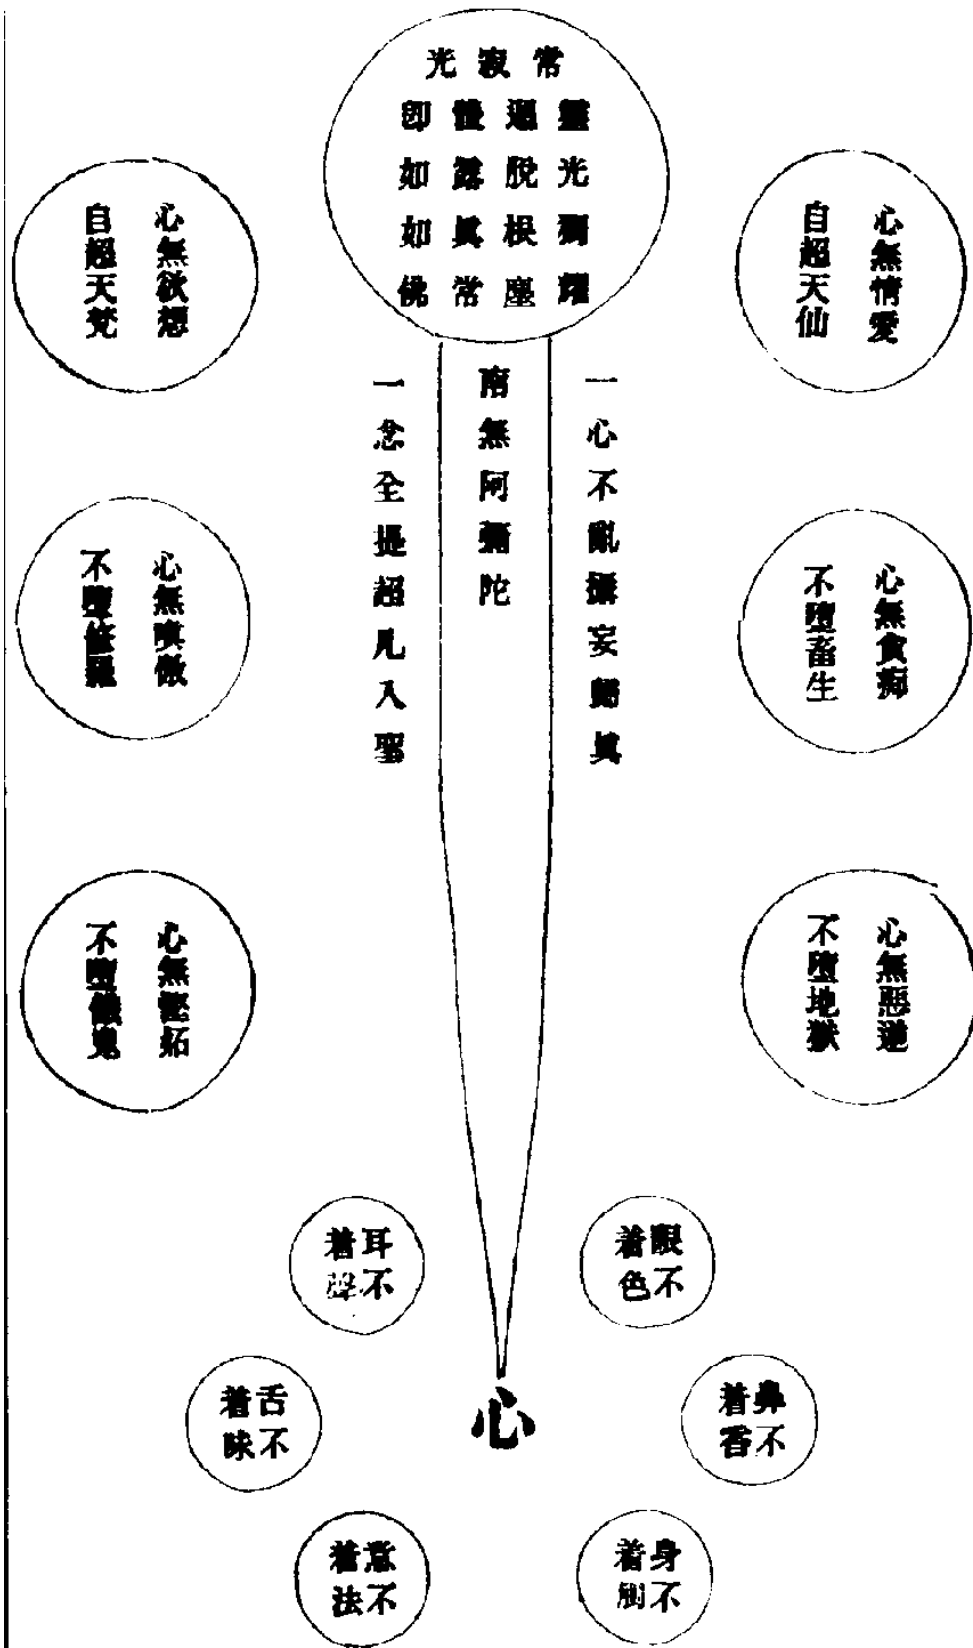 常寂光
靈光獨耀
迥脫根塵
體露眞常
即如如佛
心無情愛
自超天仙
心無欲想
自超天梵
一心不亂攝妄歸眞
南無阿彌陀
一念全提超凡入聖
心無貪痴
不墮畜生
心無嗔傲
不墮修羅
心無惡逆
不墮地獄
心無慳妬
不墮餓鬼
眼不
着色
耳不
着聲
鼻不
着香
舌不
着味
身不
着觸
意不
着法
心